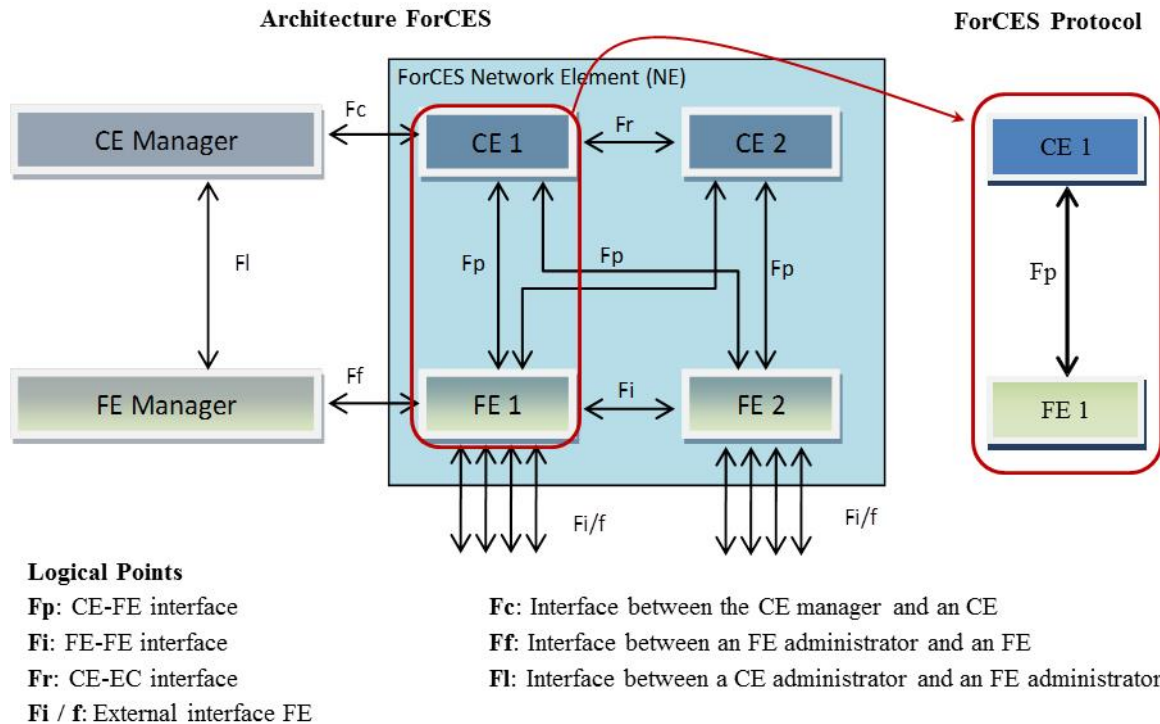 Architecture ForCES
ForCES Protocol
ForCES Network Element (NE)
CE Manager
Fc
CE 1
Fr
CE 2
CE 1
Fl
Fp
Fp
Fp
Fp
FE Manager
Ff
FE 1
Fi
FE 2
FE 1
Fi/f
Fi/f
Logical Points
Fp: CE-FE interface
Fi: FE-FE interface
Fr: CE-EC interface
Fi / f: External interface FE
Fc: Interface between the CE manager and an CE
Ff: Interface between an FE administrator and an FE
Fl: Interface between a CE administrator and an FE administrator